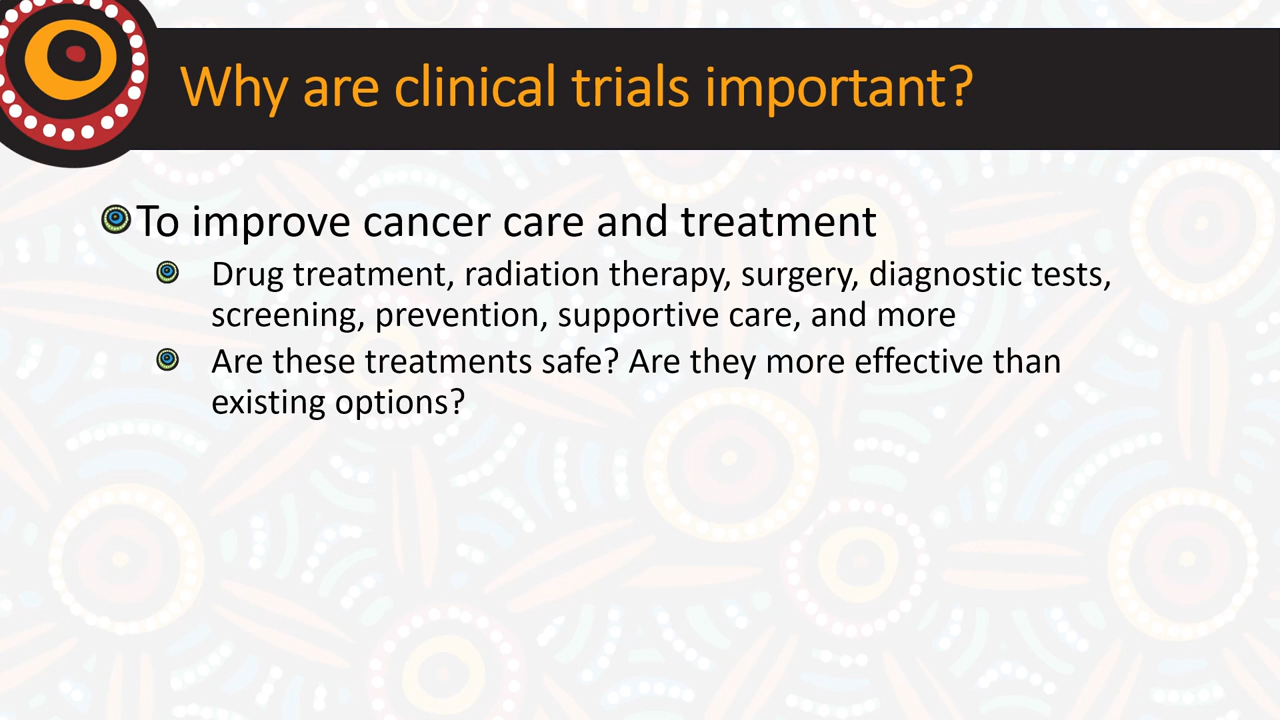 Why are clinical trials important?
To improve cancer care and treatment
Drug treatment, radiation therapy, surgery, diagnostic tests,
screening, prevention, supportive care, and more
Are these treatments safe? Are they more effective than
existing options?